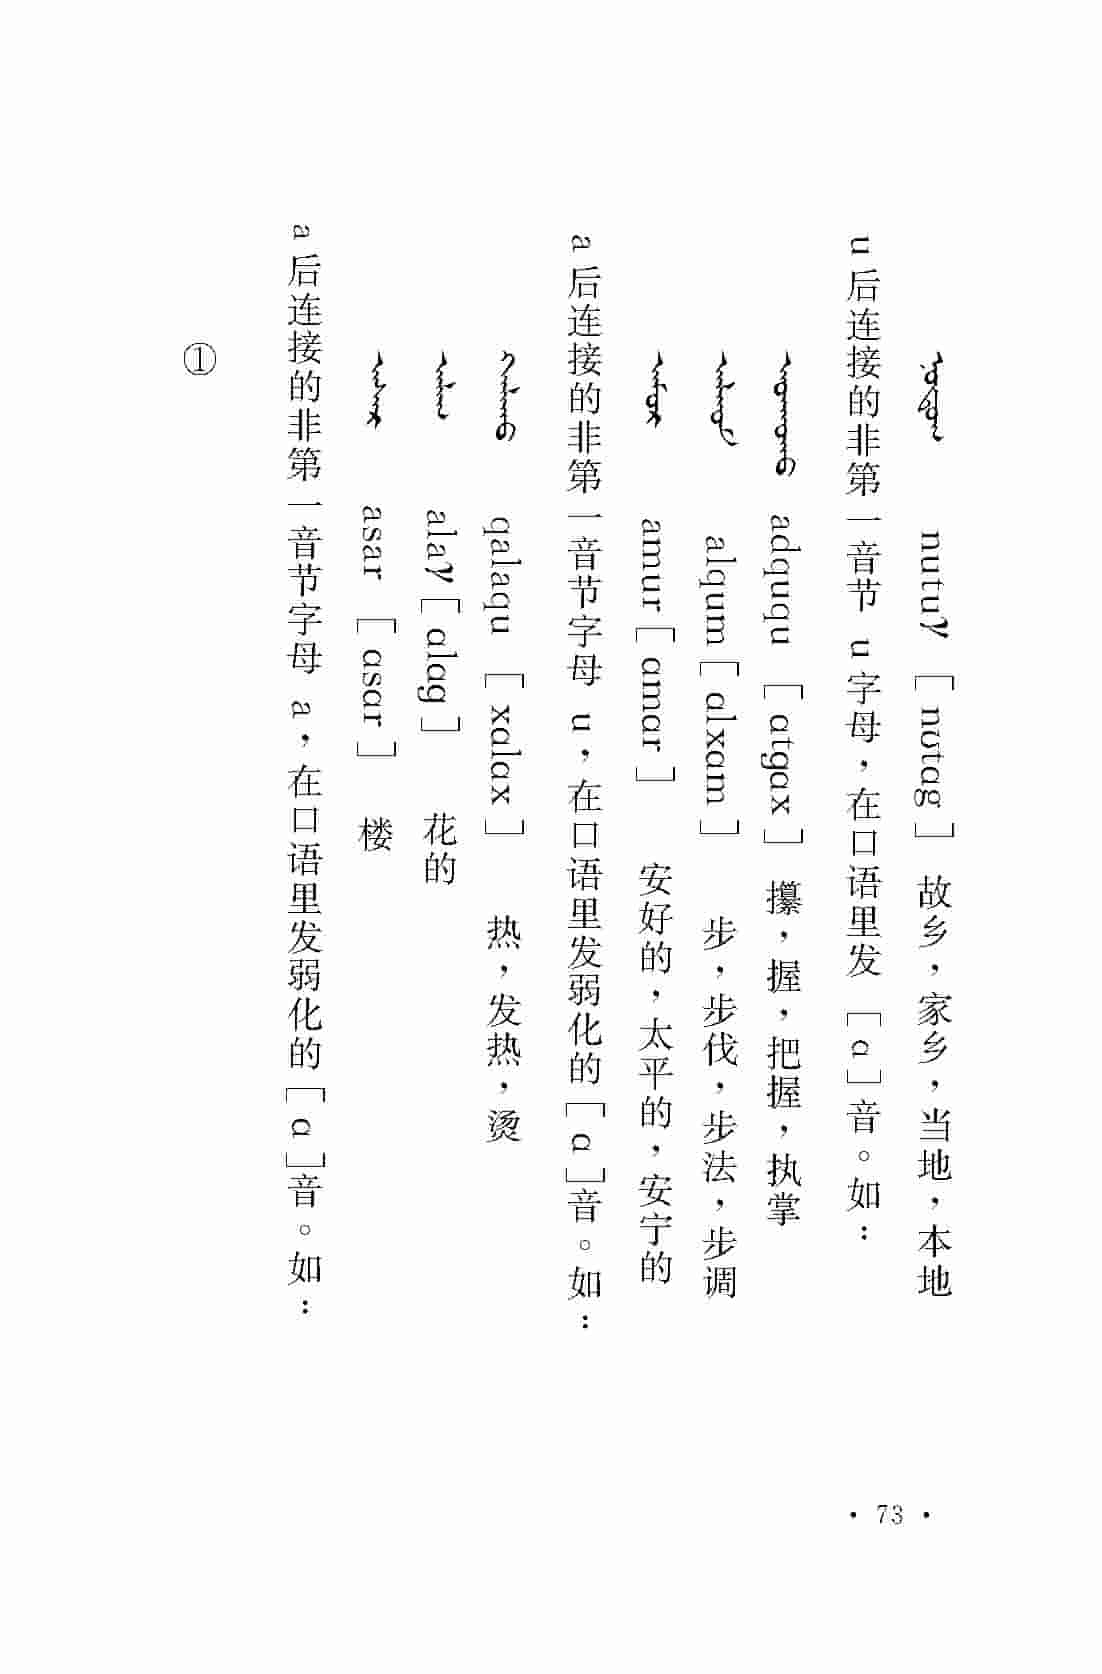 ①
a后连接的非第一音节字母 a，在口语里发弱化的［ɑ］音。如：
ᠠᠰᠠᠷ asar ［ɑsɑr］ 楼
ᠠᠯᠠᠭ alaγ［ɑlɑg］ 花的
ᠬᠠᠯᠠᠬᠤ qalaqu ［xɑlɑx］ 热，发热，烫
a后连接的非第一音节字母 u，在口语里发弱化的［ɑ］音。如：
ᠠᠮᠤᠷ amur［ɑmɑr］ 安好的，太平的，安宁的
ᠠᠯᠬᠤᠮ alqum［ɑlxɑm］ 步，步伐，步法，步调
ᠠᠳᠬᠤᠬᠤ adququ ［ɑtgɑx］攥，握，把握，执掌
u后连接的非第一音节 u字母，在口语里发［ɑ］音。如：
ᠨᠤᠲᠤᠭ nutuγ ［nʊtɑg］故乡，家乡，当地，本地
· 73 ·